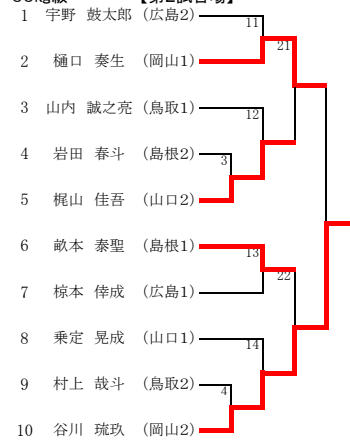 【第2試合場】
1 宇野 鼓太郎 (広島2)
11
21
2 樋口 奏生 (岡山1)
3 山内 誠之亮 (鳥取1)
12
4 岩田 春斗 (島根2)
3
5 梶山 佳吾 (山口2)
6 畝本 泰聖 (島根1)
13
22
7 椋本 倖成 (広島1)
8 乗定 晃成 (山口1)
14
9 村上 哉斗 (鳥取2)
4
10 谷川 琉玖 (岡山2)